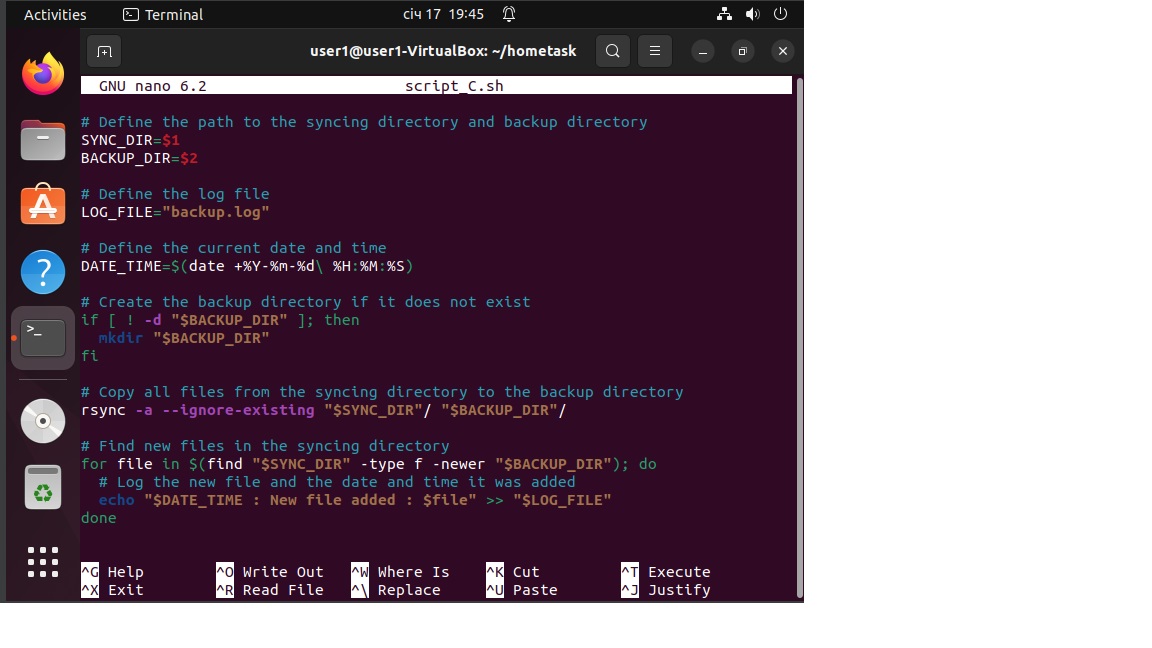 Activities Terminal січ 17 19:45
user1@user1-VirtualBox: ~/hometask
GNU nano 6.2 script_C.sh
# Define the path to the syncing directory and backup directory
SYNC_DIR=$1
BACKUP_DIR=$2
# Define the log file
LOG_FILE="backup.log"
# Define the current date and time
DATE_TIME=$(date +%Y-%m-%d\ %H:%M:%S)
# Create the backup directory if it does not exist
if [ ! -d "$BACKUP_DIR" ]; then
  mkdir "$BACKUP_DIR"
fi
# Copy all files from the syncing directory to the backup directory
rsync -a --ignore-existing "$SYNC_DIR"/ "$BACKUP_DIR"/
# Find new files in the syncing directory
for file in $(find "$SYNC_DIR" -type f -newer "$BACKUP_DIR"); do
  # Log the new file and the date and time it was added
  echo "$DATE_TIME : New file added : $file" >> "$LOG_FILE"
done
^G Help ^O Write Out ^W Where Is ^K Cut ^T Execute
^X Exit ^R Read File ^\ Replace ^U Paste ^J Justify